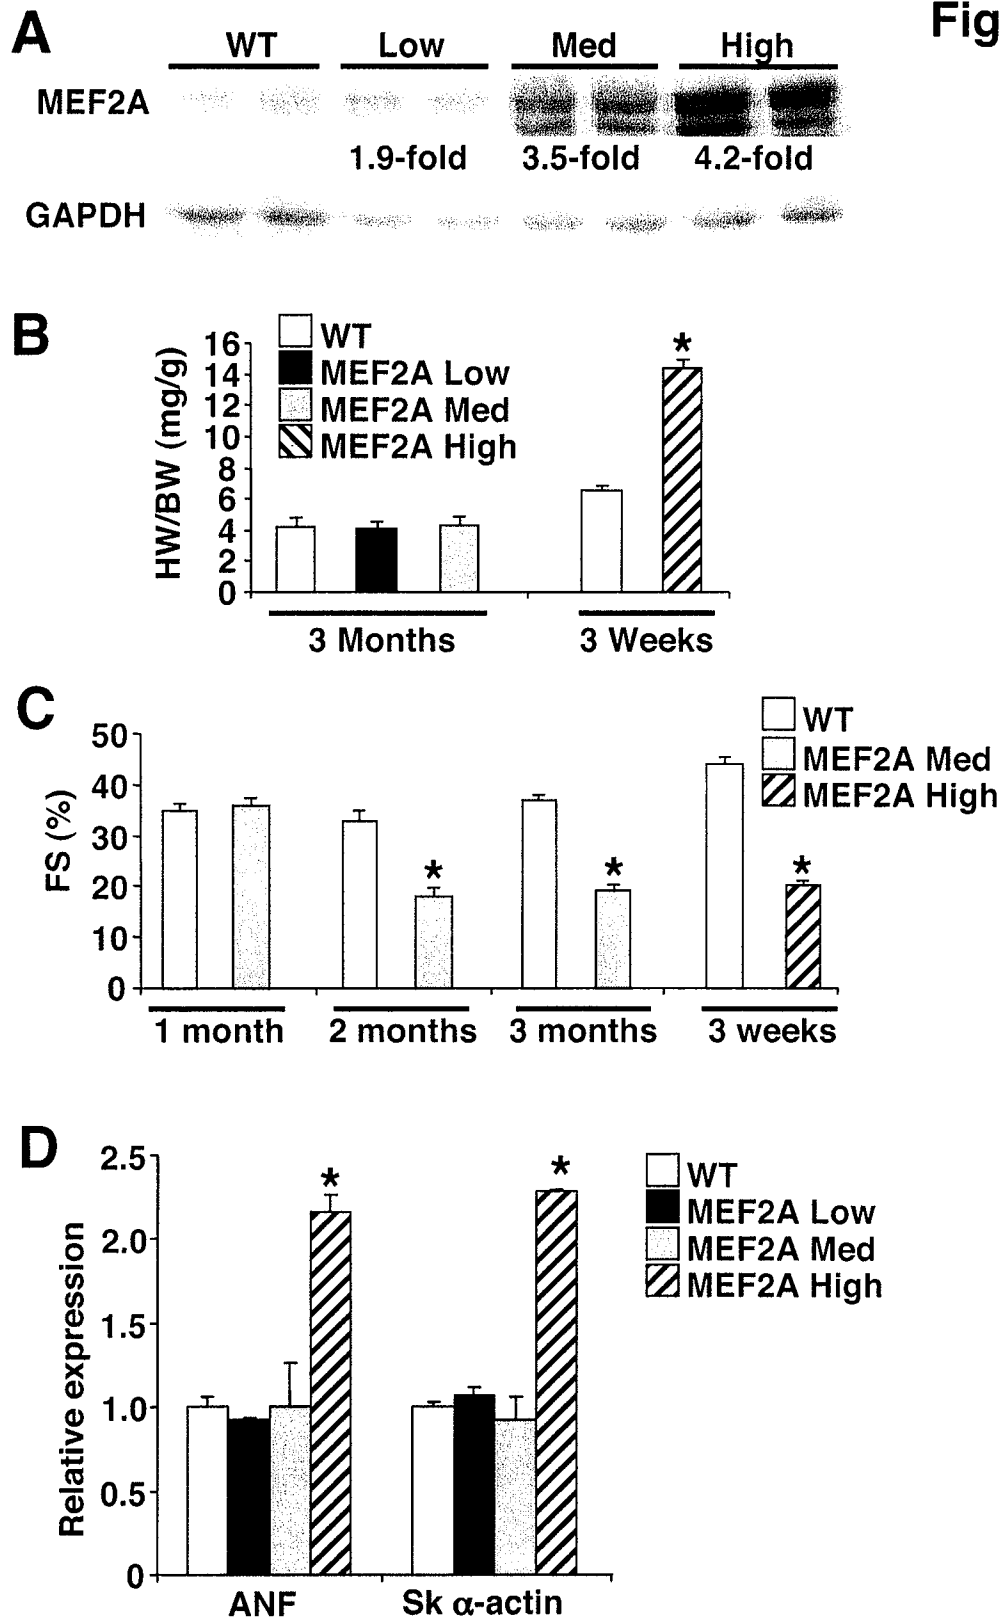 A
Fig
WT Low Med High
MEF2A
1.9-fold 3.5-fold 4.2-fold
GAPDH
B
WT
MEF2A Low
MEF2A Med
MEF2A High
HW/BW (mg/g)
16
14
12
10
8
6
4
2
0
*
3 Months 3 Weeks
C
WT
MEF2A Med
MEF2A High
FS (%)
50
40
30
20
10
0
* * *
1 month 2 months 3 months 3 weeks
D
WT
MEF2A Low
MEF2A Med
MEF2A High
Relative expression
2.5
2.0
1.5
1.0
0.5
0
* *
ANF Sk α-actin